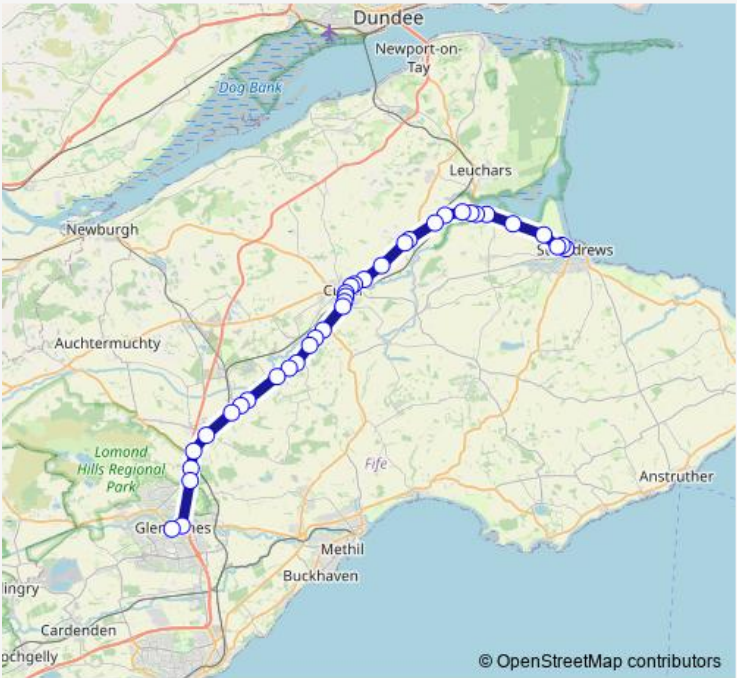 Dundee
Newport-on-
Tay
Dog Bank
Leuchars
Newburgh
Auchtermuchty
Lomond
Hills Regional
Park
Fife
Anstruther
Methil
Buckhaven
Cardenden
© OpenStreetMap contributors